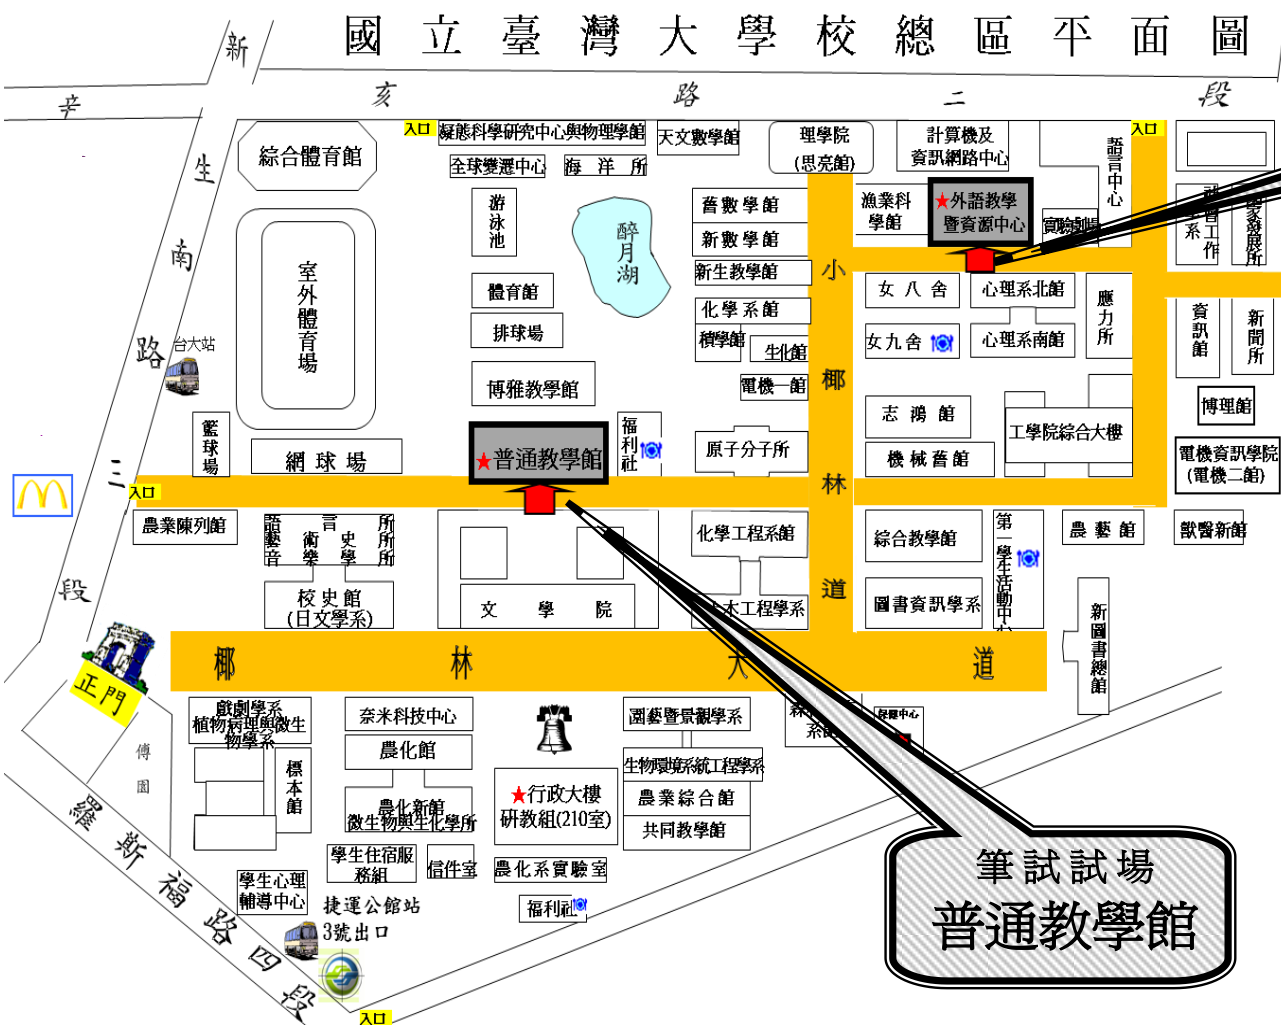 國立臺灣大學校總區平面圖
新生南路三段
辛亥路二段
羅斯福路四段
入口
入口
凝態科學研究中心與物理學館
天文數學館
理學院
(思亮館)
計算機及
資訊網路中心
語言中心
綜合體育館
全球變遷中心
海洋所
游泳池
醉月湖
舊數學館
漁業科
學館
★外語教學
暨資源中心
實驗劇場
國家發展所
新數學館
室外體育場
新生教學館
小椰林道
體育館
女八舍
心理系北館
應力所
化學系館
資訊館
新聞所
排球場
積學館
生化館
女九舍
心理系南館
台大站
博雅教學館
電機一館
博理館
籃球場
福利社
志鴻館
工學院綜合大樓
網球場
★普通教學館
原子分子所
機械舊館
電機資訊學院
(電機二館)
入口
農業陳列館
語言所
藝術史所
音樂學所
化學工程系館
綜合教學館
第一學生活動中心
農藝館
獸醫新館
校史館
(日文學系)
文學院
土木工程學系
圖書資訊學系
新圖書總館
椰林大道
正門
傅園
戲劇學系
植物病理與微生
物學系
奈米科技中心
園藝暨景觀學系
保健中心
標本館
農化館
生物環境系統工程學系
農化新館
微生物與生化學所
★行政大樓
研教組(210室)
農業綜合館
共同教學館
學生住宿服
務組
信件室
農化系實驗室
學生心理
輔導中心
福利社
捷運公館站
3號出口
入口
筆試試場
普通教學館